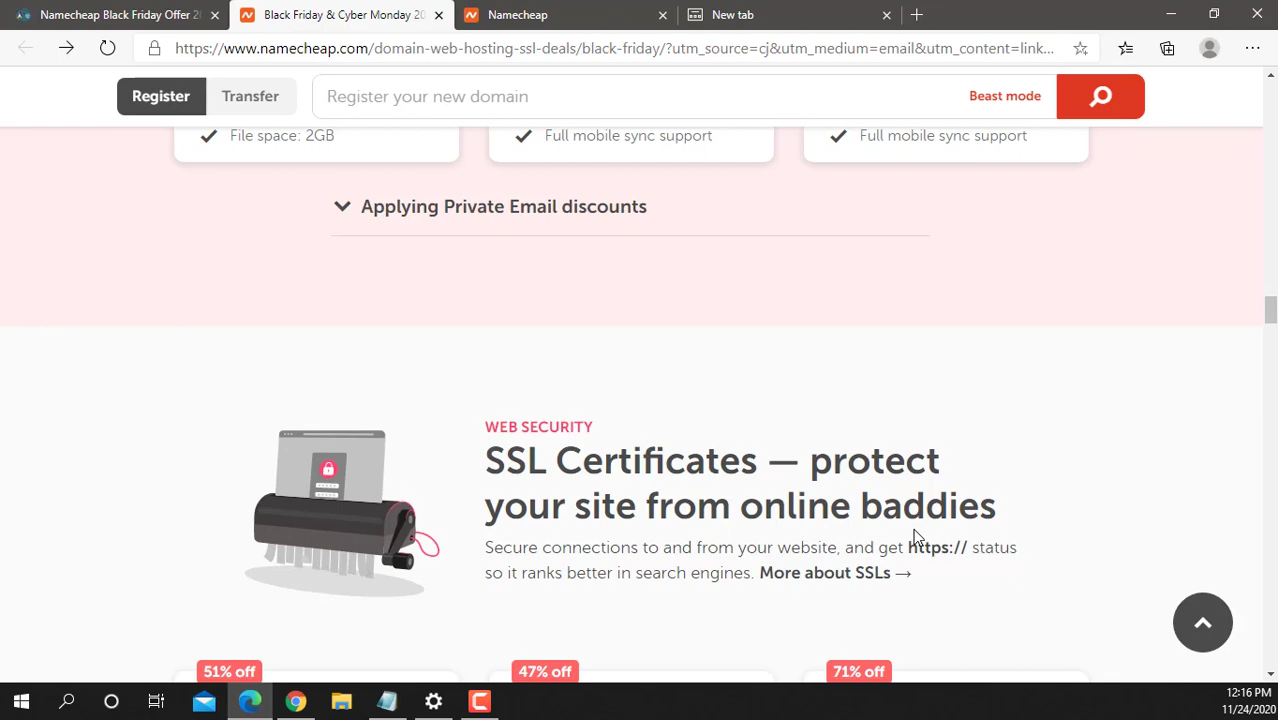 Namecheap Black Friday Offer 2
Black Friday & Cyber Monday 20
Namecheap
New tab
https://www.namecheap.com/domain-web-hosting-ssl-deals/black-friday/?utm_source=cj&utm_medium=email&utm_content=link...
Register
Transfer
Register your new domain
Beast mode
File space: 2GB
Full mobile sync support
Full mobile sync support
Applying Private Email discounts
WEB SECURITY
SSL Certificates — protect
your site from online baddies
Secure connections to and from your website, and get https:// status
so it ranks better in search engines. More about SSLs →
51% off
47% off
71% off
12:16 PM
11/24/2020